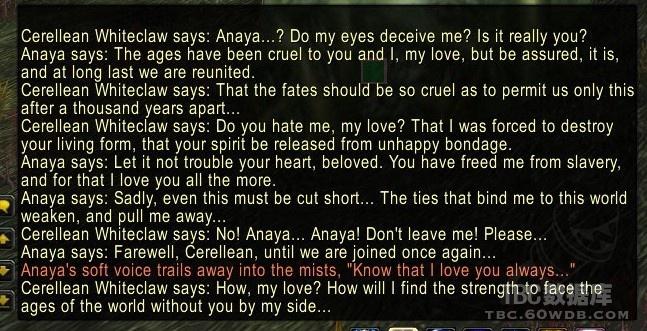 Cerellean Whiteclaw says: Anaya...? Do my eyes deceive me? Is it really you?
Anaya says: The ages have been cruel to you and I, my love, but be assured, it is,
and at long last we are reunited.
Cerellean Whiteclaw says: That the fates should be so cruel as to permit us only this
after a thousand years apart...
Cerellean Whiteclaw says: Do you hate me, my love? That I was forced to destroy
your living form, that your spirit be released from unhappy bondage.
Anaya says: Let it not trouble your heart, beloved. You have freed me from slavery,
and for that I love you all the more.
Anaya says: Sadly, even this must be cut short... The ties that bind me to this world
weaken, and pull me away...
Cerellean Whiteclaw says: No! Anaya... Anaya! Don't leave me! Please...
Anaya says: Farewell, Cerellean, until we are joined once again...
Anaya's soft voice trails away into the mists, "Know that I love you always..."
Cerellean Whiteclaw says: How, my love? How will I find the strength to face the
ages of the world without you by my side...
TBC数据库
TBC.60WDB.COM